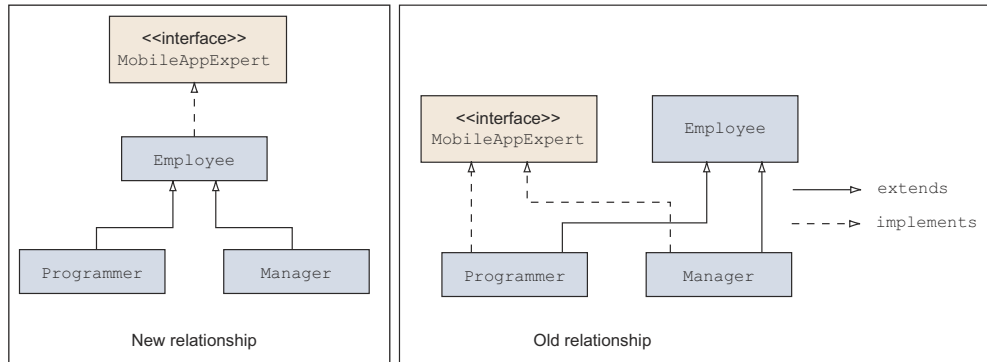 <<interface>>
MobileAppExpert
Employee
Programmer
Manager
New relationship
<<interface>>
MobileAppExpert
Employee
extends
implements
Programmer
Manager
Old relationship